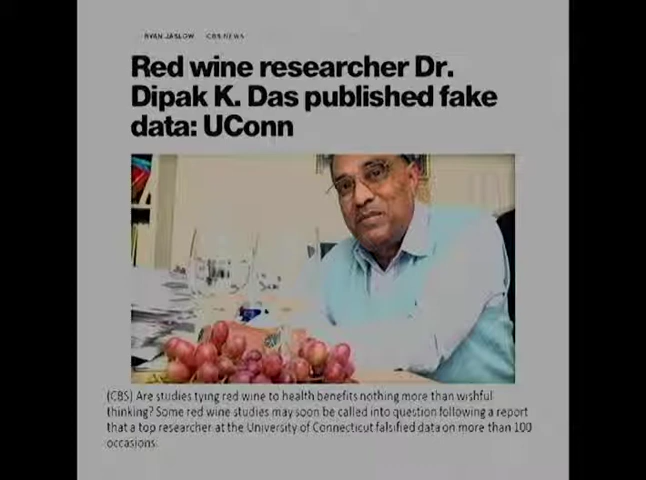 RYAN JASLOW CBS NEWS
Red wine researcher Dr.
Dipak K. Das published fake
data: UConn
(CBS) Are studies tying red wine to health benefits nothing more than wishful
thinking? Some red wine studies may soon be called into question following a report
that a top researcher at the University of Connecticut falsified data on more than 100
occasions.